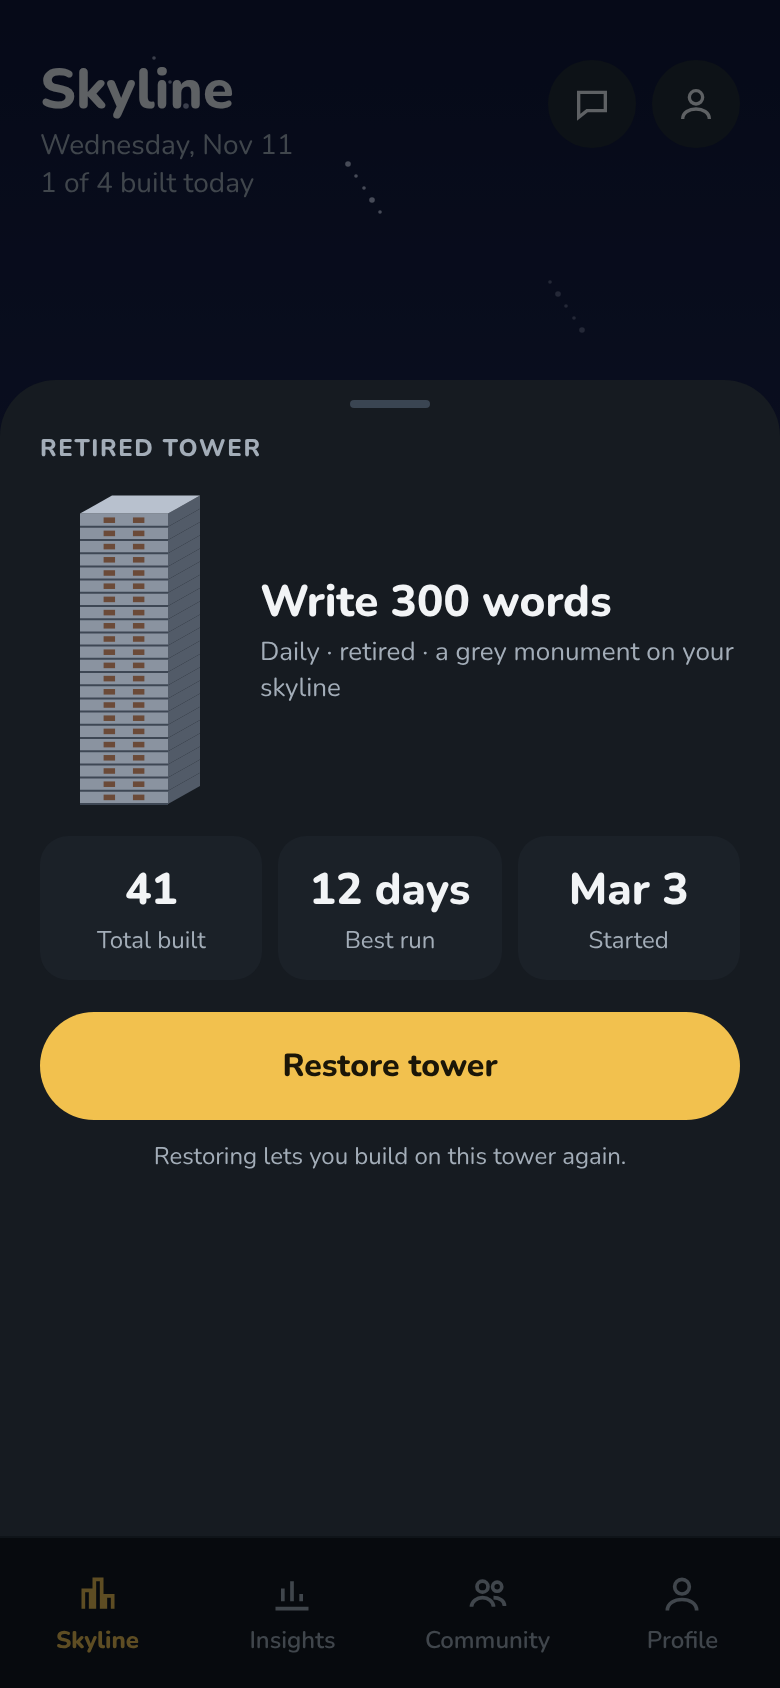 Skyline
Wednesday, Nov 11
1 of 4 built today
RETIRED TOWER
Write 300 words
Daily · retired · a grey monument on your
skyline
41
Total built
12 days
Best run
Mar 3
Started
Restore tower
Restoring lets you build on this tower again.
Skyline
Insights
Community
Profile